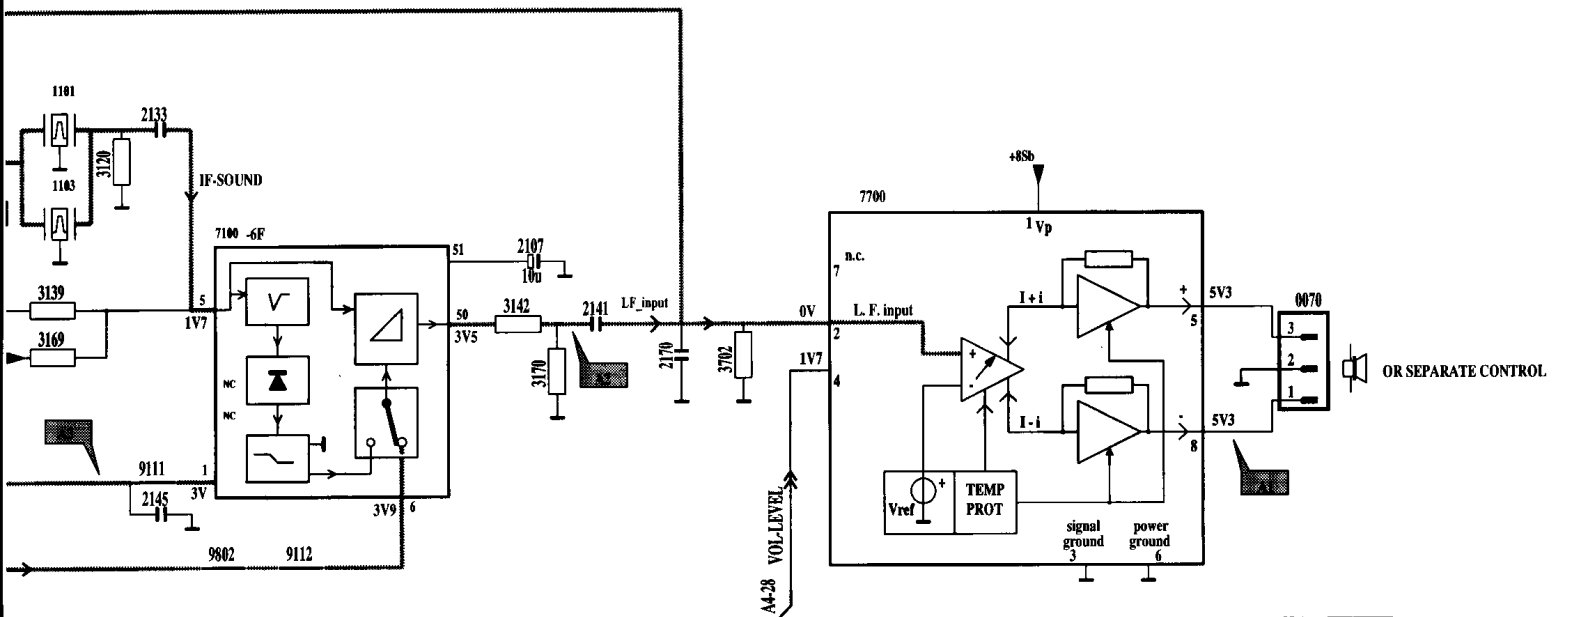 1101
2133
3120
1103
IF-SOUND
7100 -6F
51
2107
10u
3139
5
1V7
3169
50
3V5
3142
2141
LF_input
3170
A2
2170
3702
NC
NC
A3
9111
1
3V
2145
3V9
6
9802
9112
+8Sb
7700
1 Vp
n.c.
7
0V
L. F. input
2
1V7
4
I + i
I - i
+
-
+
5V3
5
0070
3
2
1
OR SEPARATE CONTROL
-
5V3
8
A1
+
Vref
TEMP
PROT
signal
ground
3
power
ground
6
VOL-LEVEL
A4-28